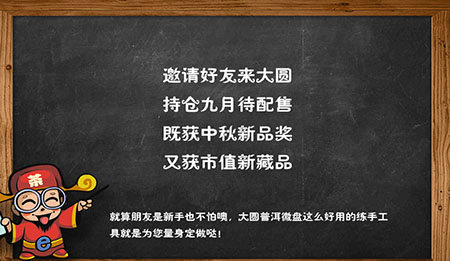 邀请好友来大圆
持仓九月待配售
既获中秋新品奖
又获市值新藏品
就算朋友是新手也不怕噢，大圆普洱微盘这么好用的练手工
具就是为您量身定做哒！
茶
e